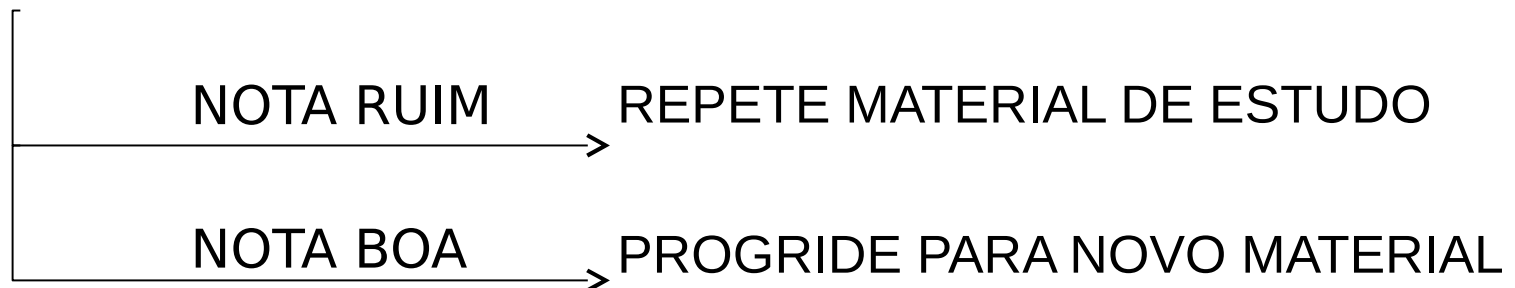 NOTA RUIM REPETE MATERIAL DE ESTUDO
NOTA BOA PROGRIDE PARA NOVO MATERIAL